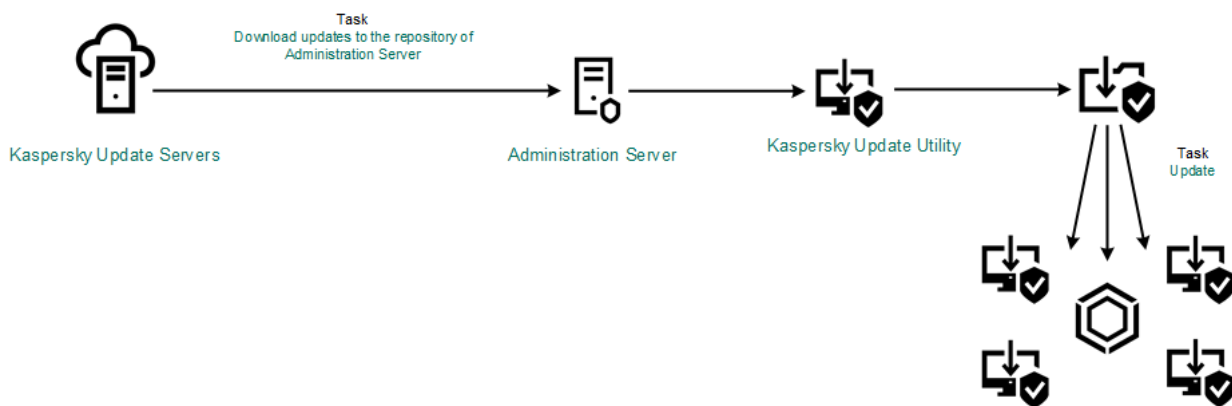 Task
Download updates to the repository of
Administration Server
Kaspersky Update Servers
Administration Server
Kaspersky Update Utility
Task
Update